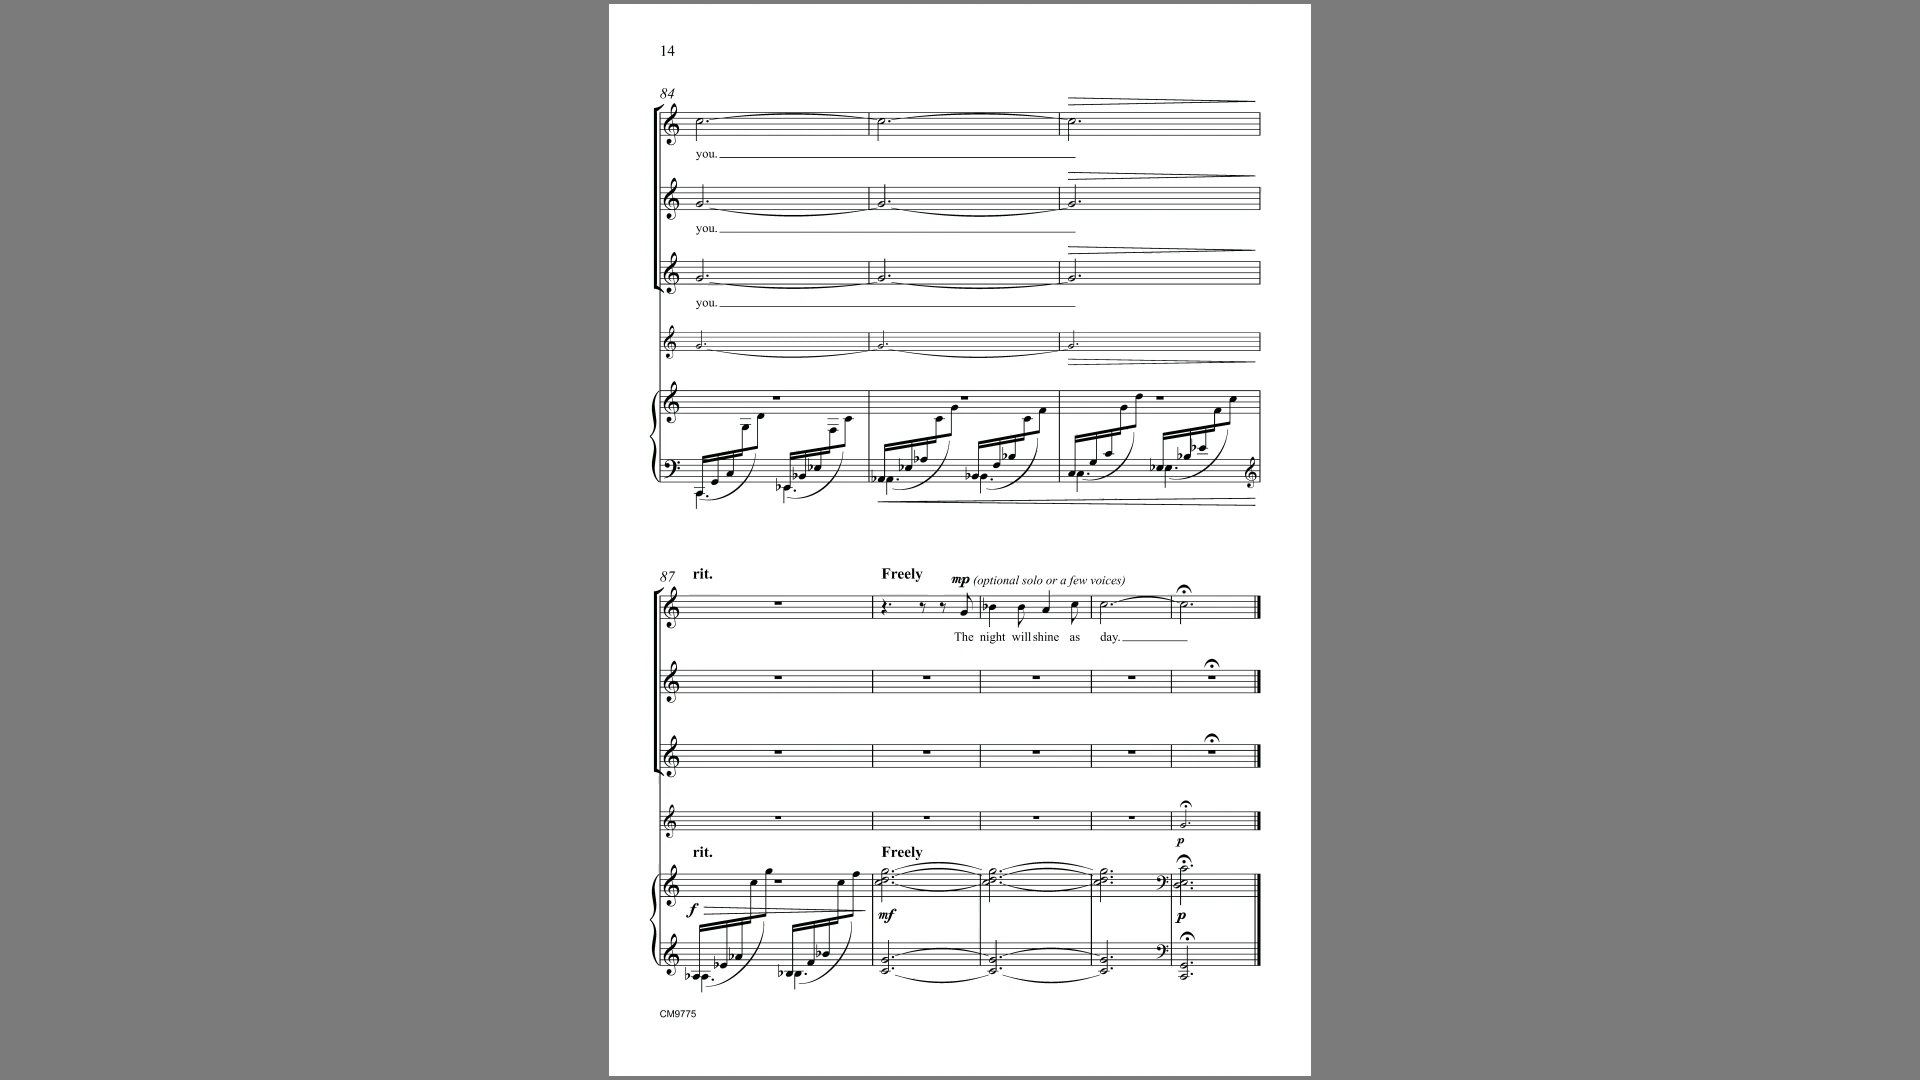 14
84
you.
you.
you.
87 rit. Freely mp (optional solo or a few voices)
The night will shine as day.
p
rit. Freely
f mf p
CM9775